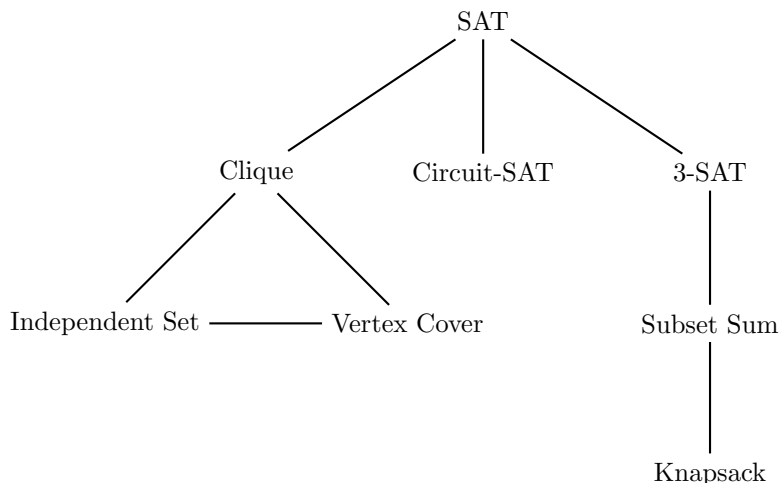 SAT
Clique
Circuit-SAT
3-SAT
Independent Set
Vertex Cover
Subset Sum
Knapsack